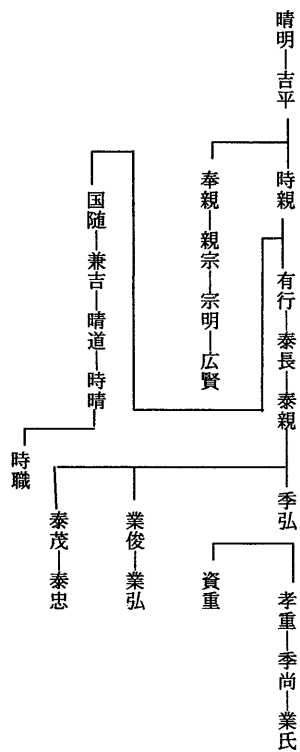 晴明―吉平
時親
有行―泰長―泰親
季弘
孝重―季尚―業氏
資重
業俊―業弘
泰茂―泰忠
奉親―親宗―宗明―広賢
国随―兼吉―晴道―時晴
時職